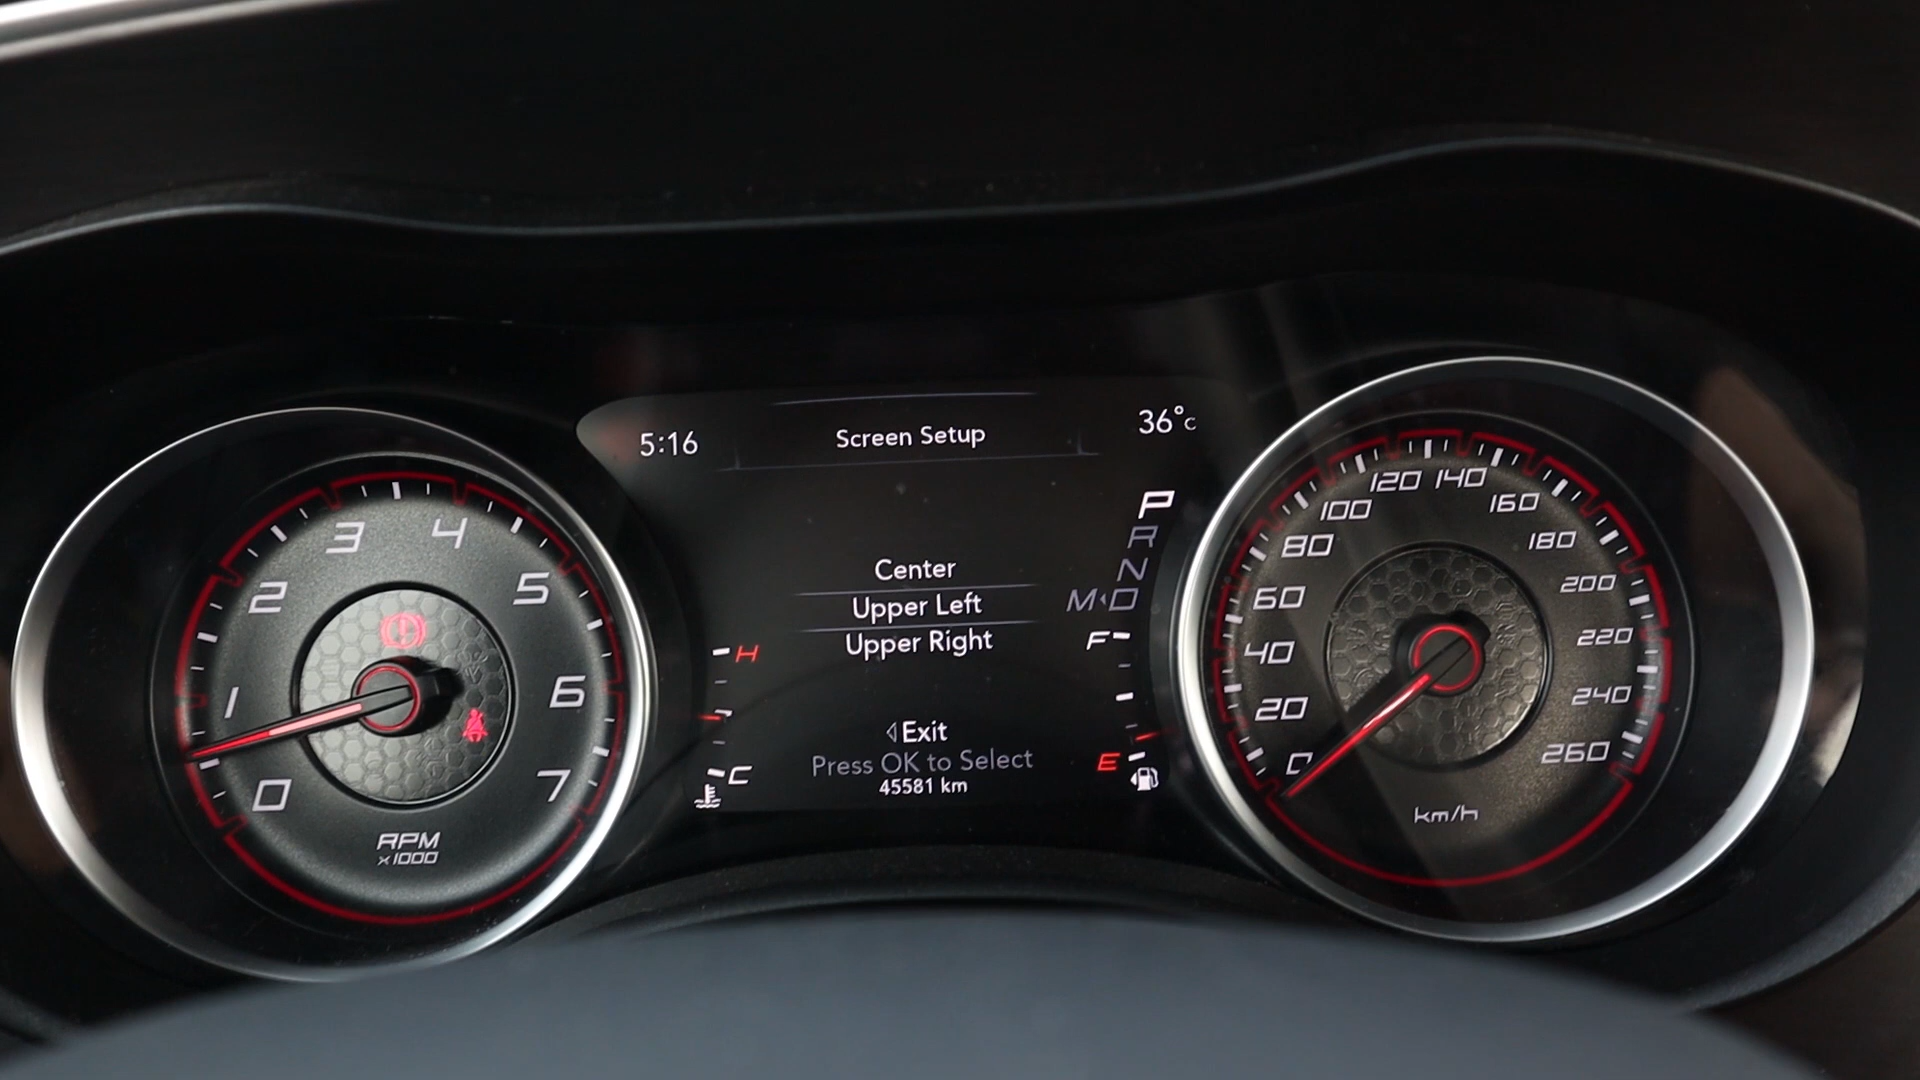 5:16
Screen Setup
36°C
Center
Upper Left
Upper Right
◁Exit
Press OK to Select
45581 km
P
R
N
M◂D
H
C
F
E
0
1
2
3
4
5
6
7
RPM
x1000
0
20
40
60
80
100
120
140
160
180
200
220
240
260
km/h